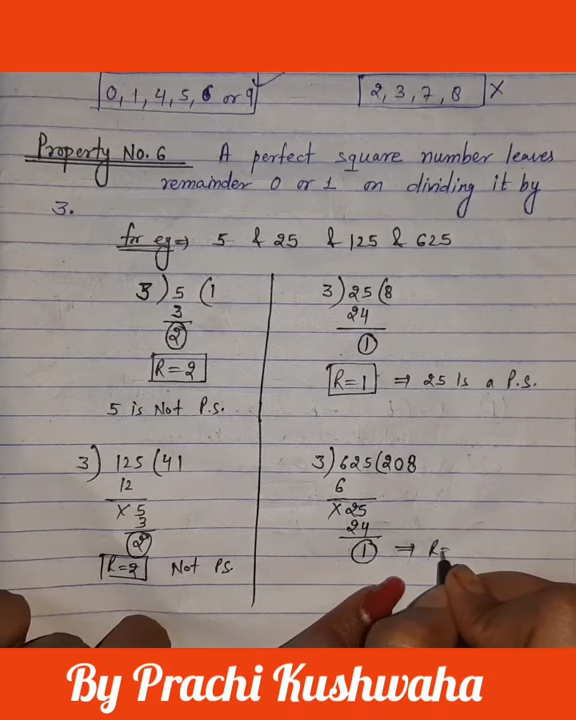 0, 1, 4, 5, 6 or 9
2, 3, 7, 8 X
Property No. 6 A perfect square number leaves
remainder 0 or 1 on dividing it by
3.
for eg ⇒ 5 & 25 & 125 & 625
3) 5 (1
3
2
R=2
5 is Not P.S.
3) 25 (8
24
1
R=1 ⇒ 25 Is a P.S.
3) 125 (41
12
x 5
3
2
R=2 Not P.S.
3) 625 (208
6
x 25
24
1 ⇒ R=
By Prachi Kushwaha